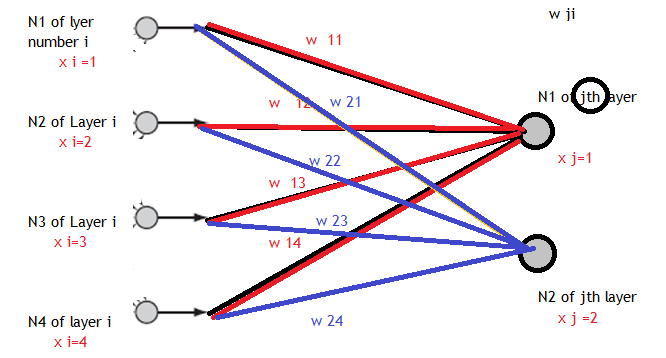 w ji
N1 of lyer
number i
x i =1
w 11
N1 of jth layer
w 12
w 21
N2 of Layer i
x i=2
x j=1
w 22
w 13
N3 of Layer i
x i=3
w 23
w 14
N2 of jth layer
x j =2
N4 of layer i
x i=4
w 24